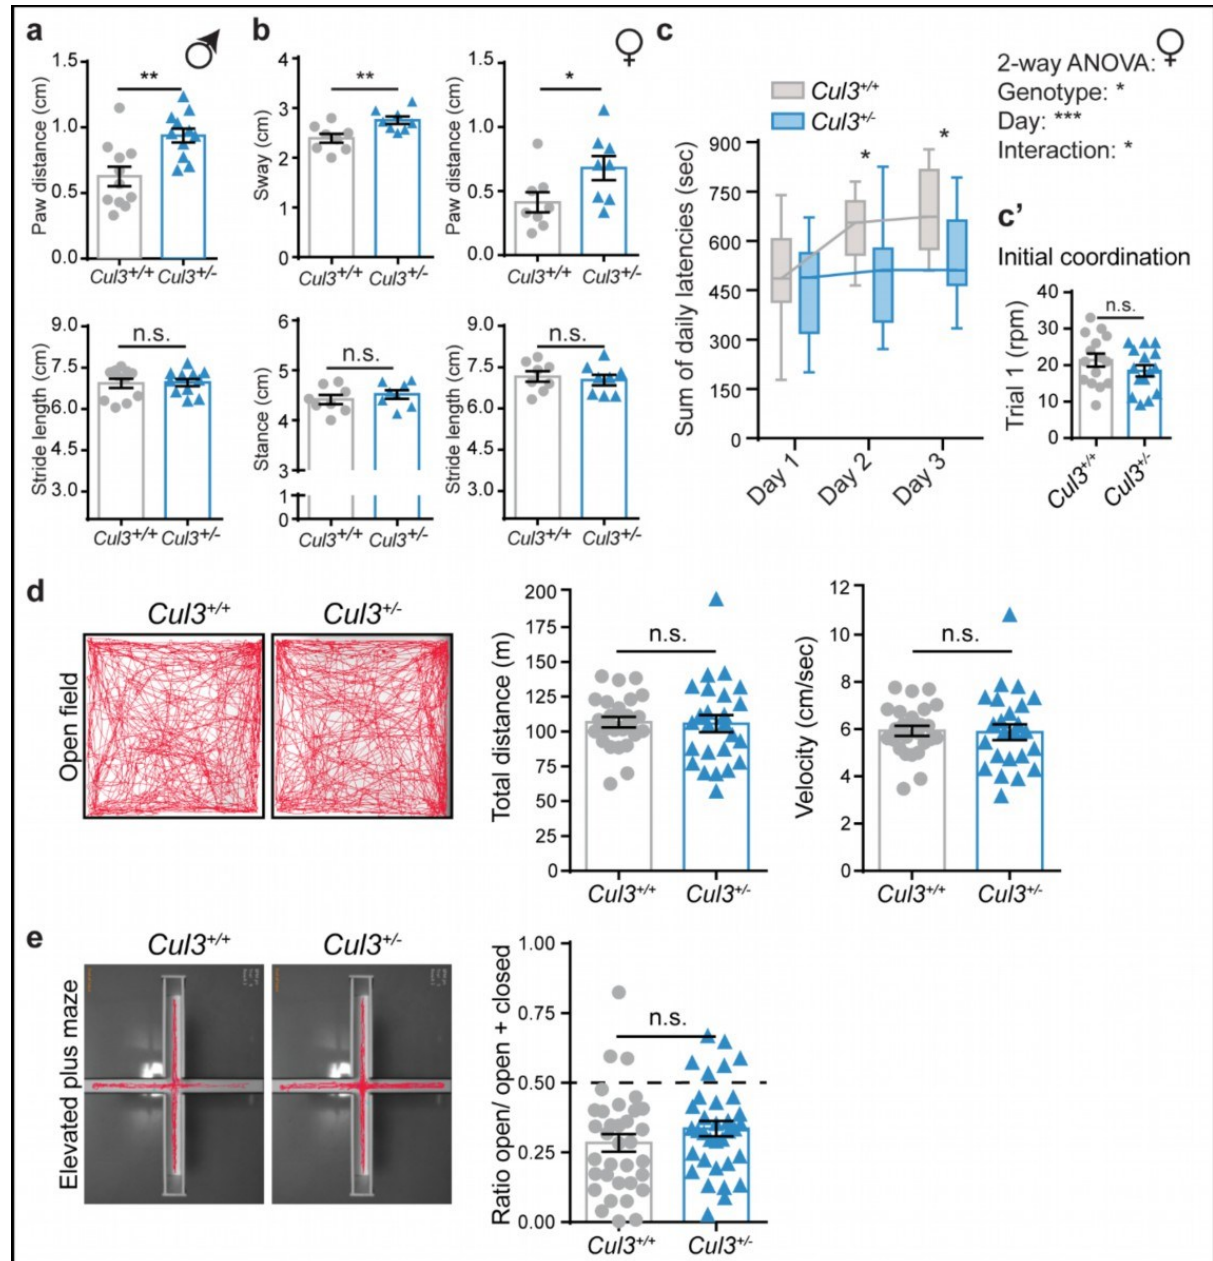 a
♂
b
♀
c
♀
1.5
1.0
0.5
0.0
Paw distance (cm)
**
Cul3+/+ Cul3+/-
4
3
2
1
0
Sway (cm)
**
Cul3+/+ Cul3+/-
1.5
1.0
0.5
0.0
Paw distance (cm)
*
Cul3+/+ Cul3+/-
9.0
7.5
6.0
4.5
3.0
Stride length (cm)
n.s.
Cul3+/+ Cul3+/-
6
5
4
3
1
0
Stance (cm)
n.s.
Cul3+/+ Cul3+/-
9.0
7.5
6.0
4.5
3.0
Stride length (cm)
n.s.
Cul3+/+ Cul3+/-
Cul3+/+
Cul3+/-
900
750
600
450
300
150
0
Sum of daily latencies (sec)
*
*
Day 1
Day 2
Day 3
2-way ANOVA:
Genotype: *
Day: ***
Interaction: *
c'
Initial coordination
40
30
20
10
0
Trial 1 (rpm)
n.s.
Cul3+/+
Cul3+/-
d
Open field
Cul3+/+
Cul3+/-
200
175
150
125
100
75
50
25
0
Total distance (m)
n.s.
Cul3+/+ Cul3+/-
12
10
8
6
4
2
0
Velocity (cm/sec)
n.s.
Cul3+/+ Cul3+/-
e
Elevated plus maze
Cul3+/+
Cul3+/-
1.00
0.75
0.50
0.25
0.00
Ratio open/ open + closed
n.s.
Cul3+/+ Cul3+/-